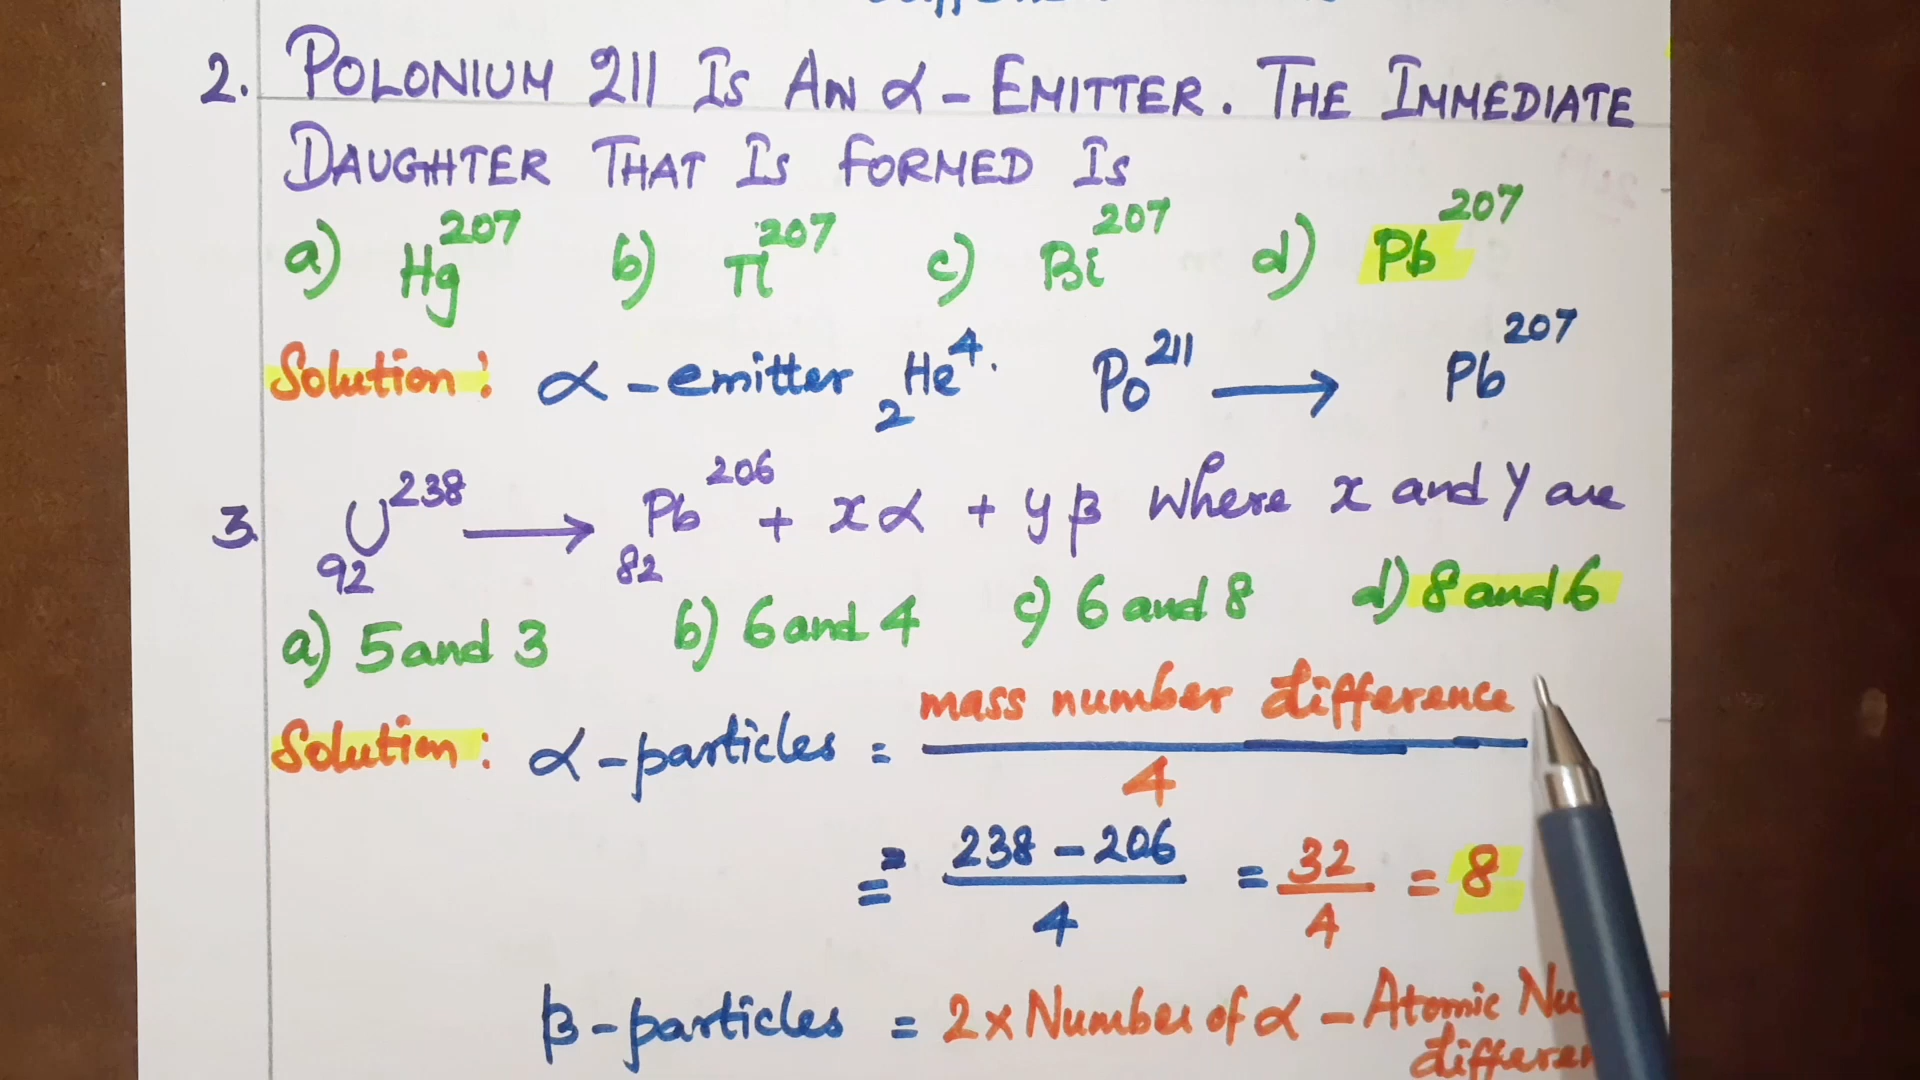 2. POLONIUM 211 IS AN α-EMITTER. THE IMMEDIATE
DAUGHTER THAT IS FORMED IS
a) Hg²⁰⁷ b) Tl²⁰⁷ c) Bi²⁰⁷ d) Pb²⁰⁷
Solution: α-emitter ₂He⁴. Po²¹¹ ⟶ Pb²⁰⁷
3. ₉₂U²³⁸ ⟶ ₈₂Pb²⁰⁶ + xα + yβ where x and y are
a) 5 and 3 b) 6 and 4 c) 6 and 8 d) 8 and 6
mass number difference
Solution: α-particles =
4
= 238 - 206 / 4 = 32 / 4 = 8
β-particles = 2 x Number of α - Atomic